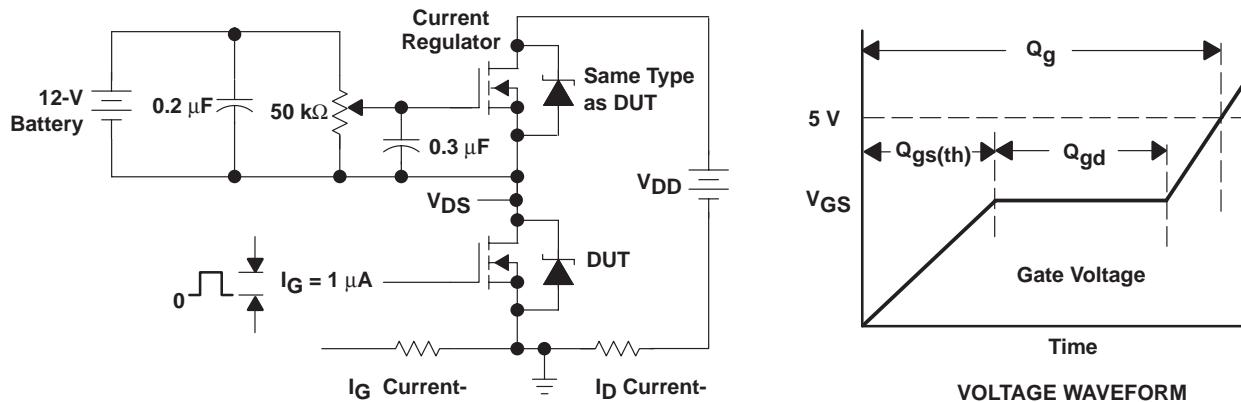 Current
Regulator
Same Type
as DUT
12-V
Battery
0.2 μF
50 kΩ
0.3 μF
VDD
VDS
DUT
0
IG = 1 μA
IG Current-
ID Current-
Qg
5 V
Qgs(th)
Qgd
VGS
Gate Voltage
Time
VOLTAGE WAVEFORM